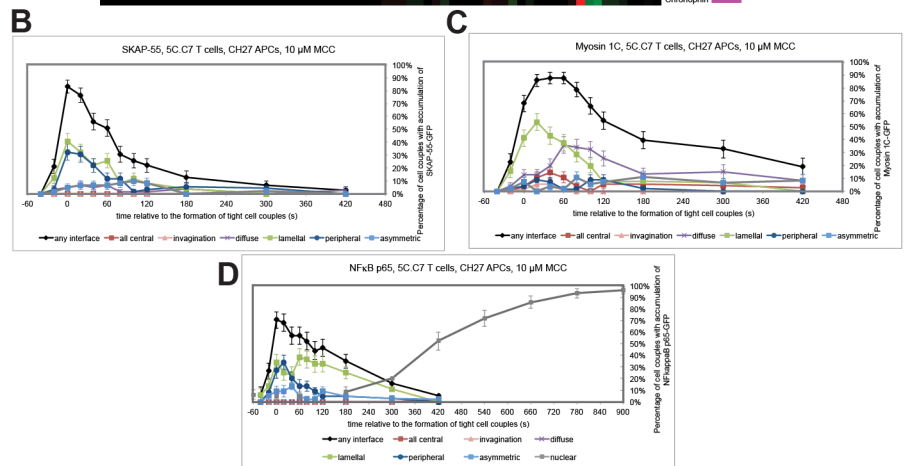 Chronophin
B
SKAP-55, 5C.C7 T cells, CH27 APCs, 10 µM MCC
100%
90%
80%
70%
60%
50%
40%
30%
20%
10%
0%
Percentage of cell couples with accumulation of
SKAP-55-GFP
-60 0 60 120 180 240 300 360 420 480
time relative to the formation of tight cell couples (s)
any interface all central invagination diffuse lamellal peripheral asymmetric
C
Myosin 1C, 5C.C7 T cells, CH27 APCs, 10 µM MCC
100%
90%
80%
70%
60%
50%
40%
30%
20%
10%
0%
Percentage of cell couples with accumulation of
Myosin 1C-GFP
-60 0 60 120 180 240 300 360 420 480
time relative to the formation of tight cell couples (s)
any interface all central invagination diffuse lamellal peripheral asymmetric
D
NFκB p65, 5C.C7 T cells, CH27 APCs, 10 µM MCC
100%
90%
80%
70%
60%
50%
40%
30%
20%
10%
0%
Percentage of cell couples with accumulation of
NFkappaB p65-GFP
-60 0 60 120 180 240 300 360 420 480 540 600 660 720 780 840 900
time relative to the formation of tight cell couples (s)
any interface all central invagination diffuse
lamellal peripheral asymmetric nuclear